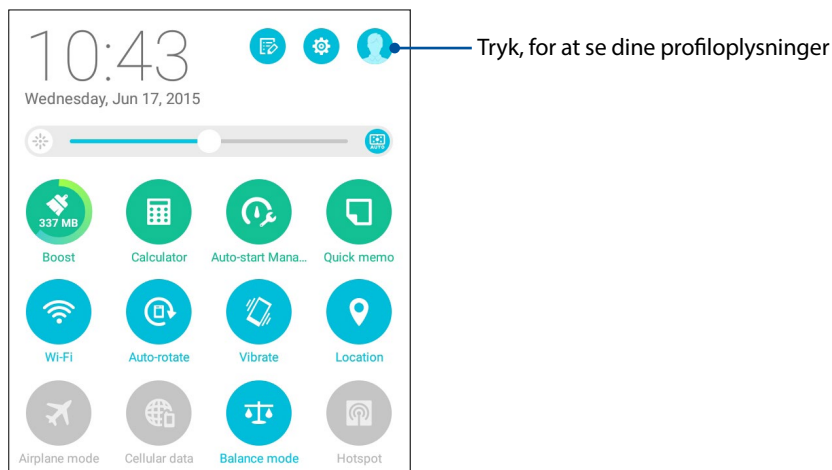 10:43
Tryk, for at se dine profiloplysninger
Wednesday, Jun 17, 2015
AUTO
337 MB
Boost
Calculator
Auto-start Mana...
Quick memo
Wi-Fi
Auto-rotate
Vibrate
Location
Airplane mode
Cellular data
Balance mode
Hotspot